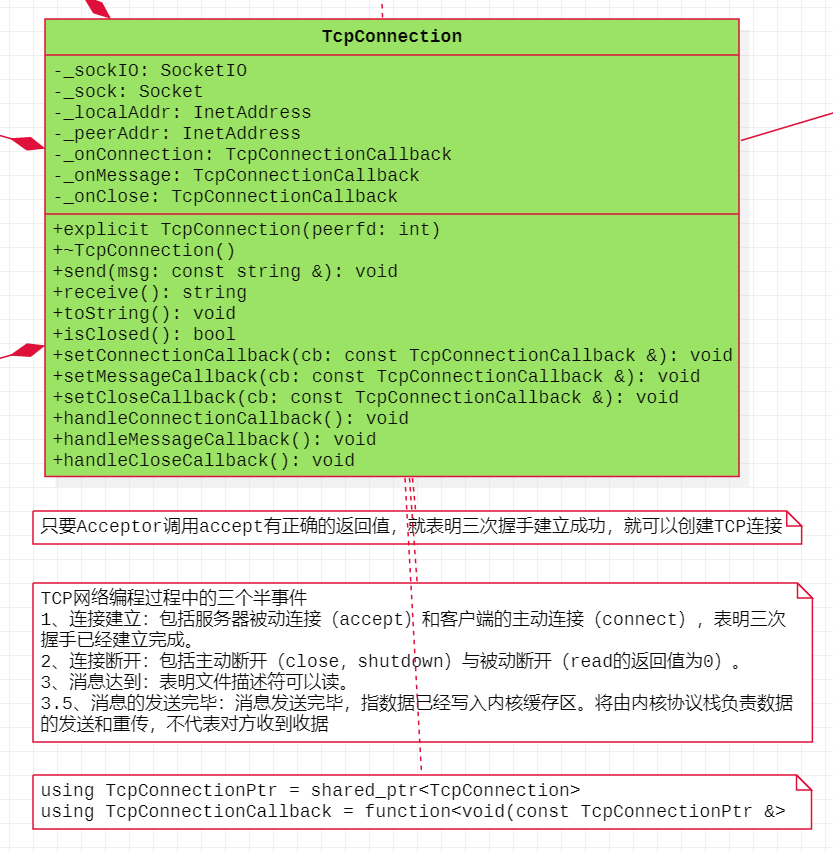 TcpConnection
-_sockIO: SocketIO
-_sock: Socket
-_localAddr: InetAddress
-_peerAddr: InetAddress
-_onConnection: TcpConnectionCallback
-_onMessage: TcpConnectionCallback
-_onClose: TcpConnectionCallback
+explicit TcpConnection(peerfd: int)
+~TcpConnection()
+send(msg: const string &): void
+receive(): string
+toString(): void
+isClosed(): bool
+setConnectionCallback(cb: const TcpConnectionCallback &): void
+setMessageCallback(cb: const TcpConnectionCallback &): void
+setCloseCallback(cb: const TcpConnectionCallback &): void
+handleConnectionCallback(): void
+handleMessageCallback(): void
+handleCloseCallback(): void
只要Acceptor调用accept有正确的返回值，就表明三次握手建立成功，就可以创建TCP连接
TCP网络编程过程中的三个半事件
1、连接建立：包括服务器被动连接（accept）和客户端的主动连接（connect），表明三次
握手已经建立完成。
2、连接断开：包括主动断开（close，shutdown）与被动断开（read的返回值为0）。
3、消息达到：表明文件描述符可以读。
3.5、消息的发送完毕：消息发送完毕，指数据已经写入内核缓存区。将由内核协议栈负责数据
的发送和重传，不代表对方收到收据
using TcpConnectionPtr = shared_ptr<TcpConnection>
using TcpConnectionCallback = function<void(const TcpConnectionPtr &>